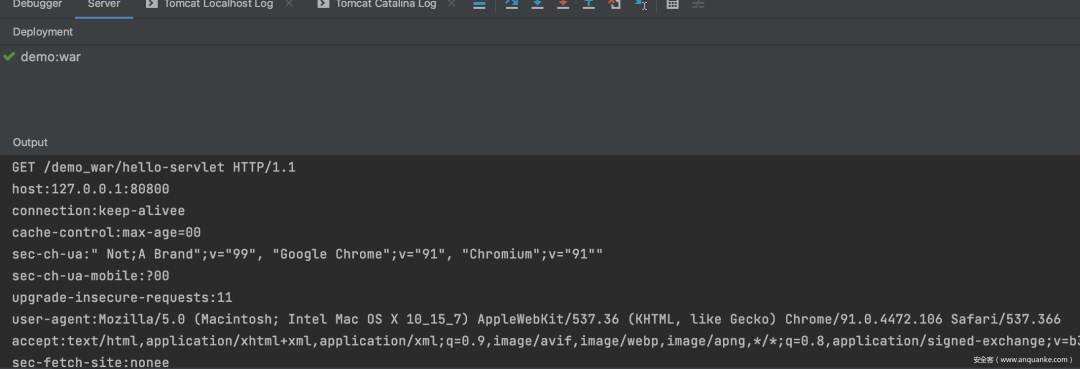 Debugger Server Tomcat Localhost Log Tomcat Catalina Log
Deployment
demo:war
Output
GET /demo_war/hello-servlet HTTP/1.1
host:127.0.0.1:80800
connection:keep-alivee
cache-control:max-age=00
sec-ch-ua:" Not;A Brand";v="99", "Google Chrome";v="91", "Chromium";v="91""
sec-ch-ua-mobile:?00
upgrade-insecure-requests:11
user-agent:Mozilla/5.0 (Macintosh; Intel Mac OS X 10_15_7) AppleWebKit/537.36 (KHTML, like Gecko) Chrome/91.0.4472.106 Safari/537.366
accept:text/html,application/xhtml+xml,application/xml;q=0.9,image/avif,image/webp,image/apng,*/*;q=0.8,application/signed-exchange;v=b3
sec-fetch-site:nonee
安全客（www.anquanke.com）